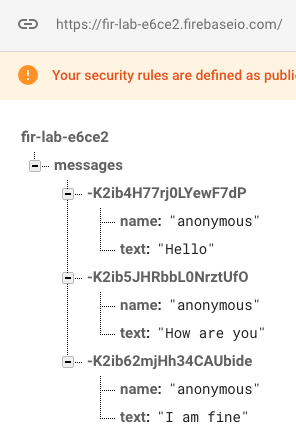 https://fir-lab-e6ce2.firebaseio.com/
Your security rules are defined as public
fir-lab-e6ce2
messages
-K2ib4H77rj0LYewF7dP
name: "anonymous"
text: "Hello"
-K2ib5JHRbbL0NrztUfO
name: "anonymous"
text: "How are you"
-K2ib62mjHh34CAUbide
name: "anonymous"
text: "I am fine"